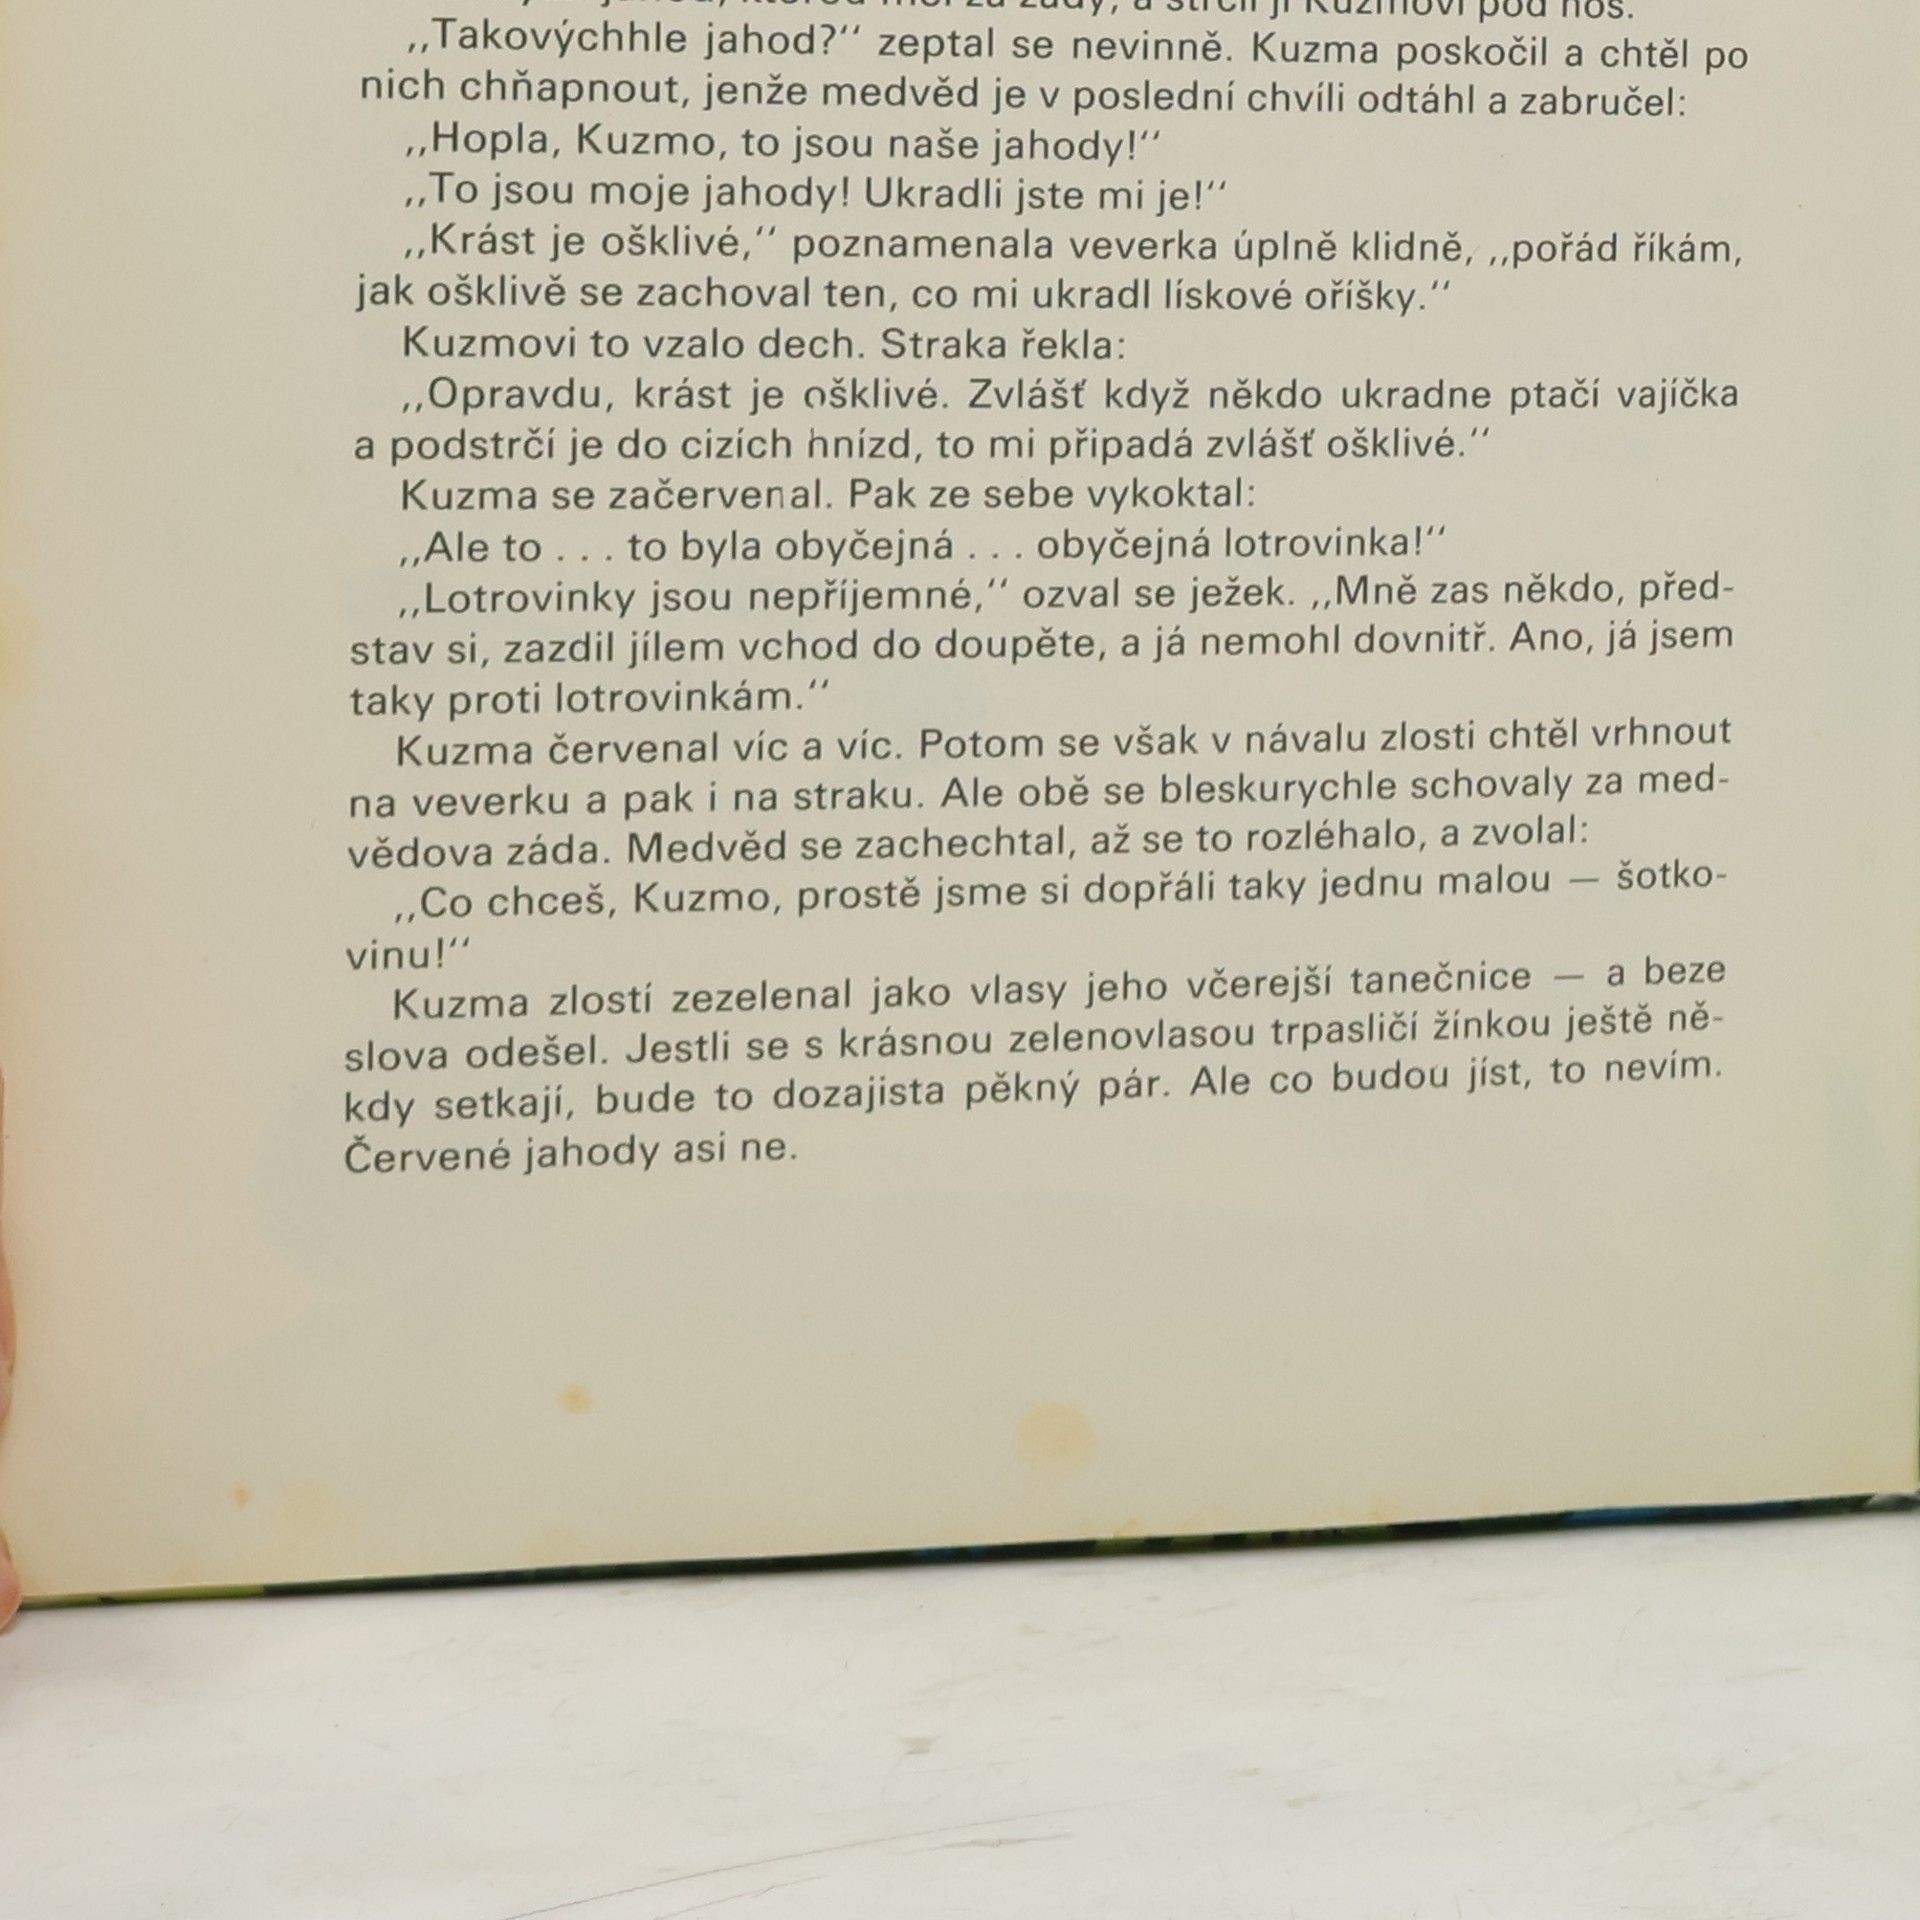 a strčil ji Kuzmovi pod nos.
,,Takovýchhle jahod?“ zeptal se nevinně. Kuzma poskočil a chtěl po
nich chňapnout, jenže medvěd je v poslední chvíli odtáhl a zabručel:
,,Hopla, Kuzmo, to jsou naše jahody!“
,,To jsou moje jahody! Ukradli jste mi je!“
,,Krást je ošklivé,“ poznamenala veverka úplně klidně, ,,pořád říkám,
jak ošklivě se zachoval ten, co mi ukradl lískové oříšky.“
Kuzmovi to vzalo dech. Straka řekla:
,,Opravdu, krást je ošklivé. Zvlášť když někdo ukradne ptačí vajíčka
a podstrčí je do cizích hnízd, to mi připadá zvlášť ošklivé.“
Kuzma se začervenal. Pak ze sebe vykoktal:
,,Ale to . . . to byla obyčejná . . . obyčejná lotrovinka!“
,,Lotrovinky jsou nepříjemné,“ ozval se ježek. ,,Mně zas někdo, před-
stav si, zazdil jílem vchod do doupěte, a já nemohl dovnitř. Ano, já jsem
taky proti lotrovinkám.“
Kuzma červenal víc a víc. Potom se však v návalu zlosti chtěl vrhnout
na veverku a pak i na straku. Ale obě se bleskurychle schovaly za med-
vědova záda. Medvěd se zachechtal, až se to rozléhalo, a zvolal:
,,Co chceš, Kuzmo, prostě jsme si dopřáli taky jednu malou — šotko-
vinu!“
Kuzma zlostí zezelenal jako vlasy jeho včerejší tanečnice — a beze
slova odešel. Jestli se s krásnou zelenovlasou trpasličí žínkou ještě ně-
kdy setkají, bude to dozajista pěkný pár. Ale co budou jíst, to nevím.
Červené jahody asi ne.